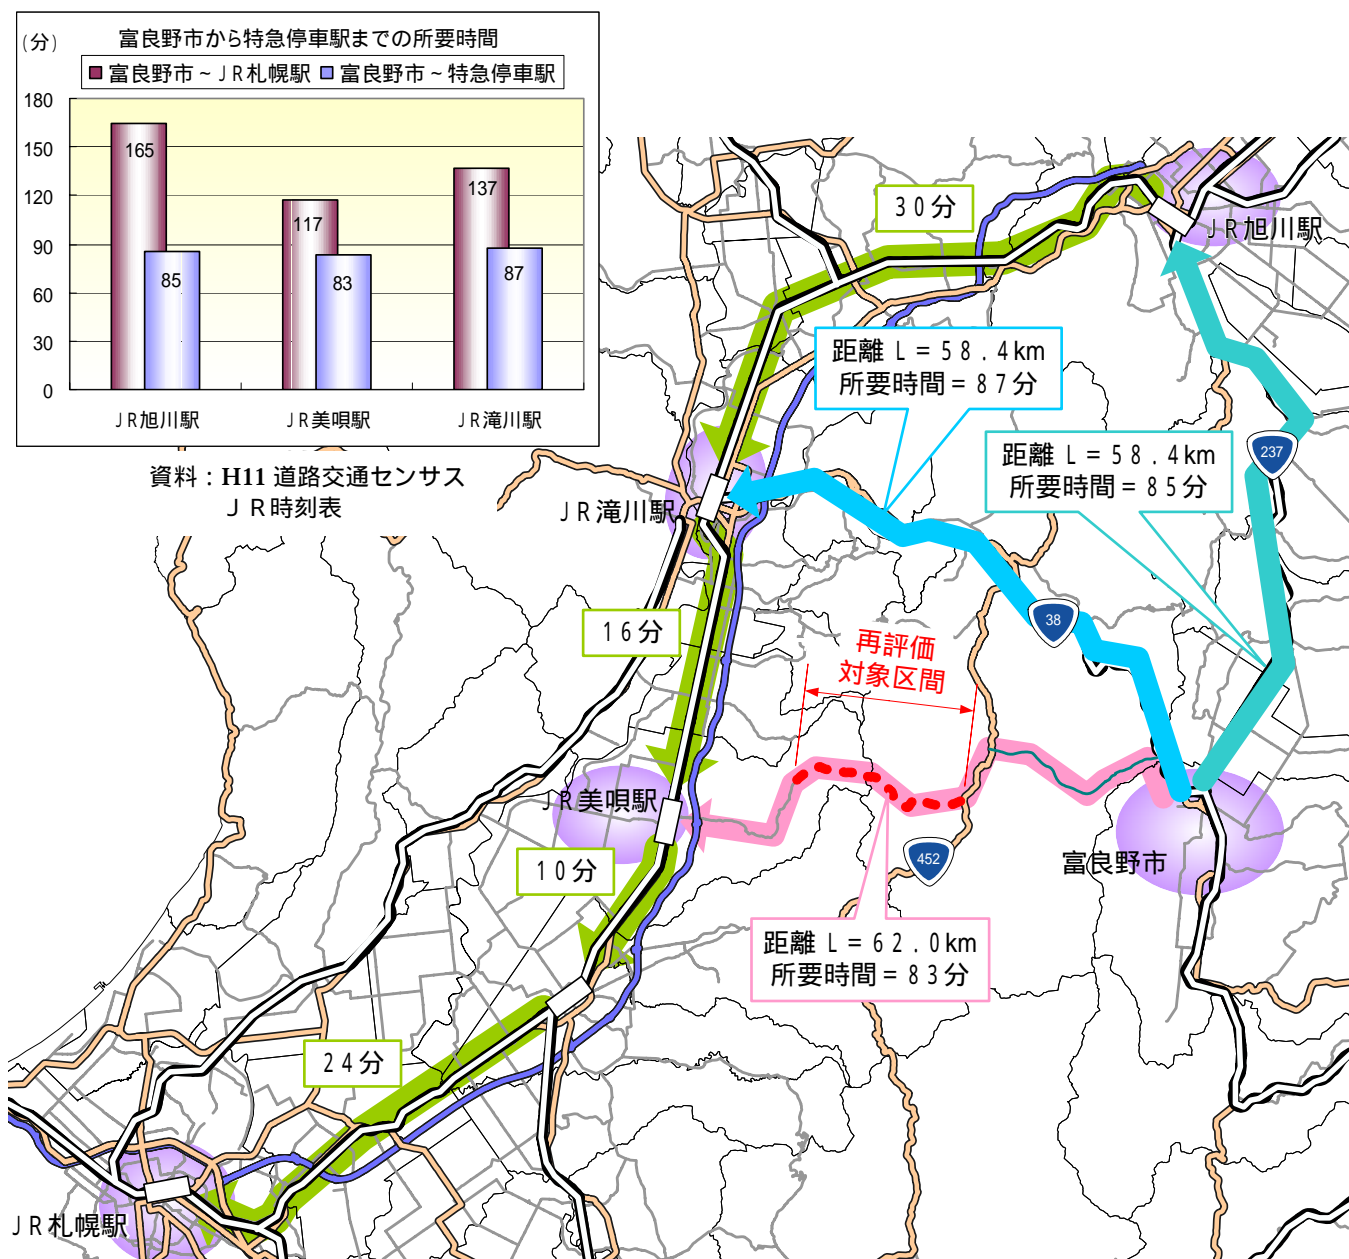 富良野市から特急停車駅までの所要時間
(分)
富良野市~JR札幌駅 富良野市~特急停車駅
180
150
120
90
60
30
0
165
85
117
83
137
87
JR旭川駅 JR美唄駅 JR滝川駅
資料:H11 道路交通センサス
JR時刻表
30分
JR旭川駅
距離 L=58.4km
所要時間=87分
237
距離 L=58.4km
所要時間=85分
JR滝川駅
16分
38
再評価
対象区間
JR美唄駅
452
富良野市
10分
距離 L=62.0km
所要時間=83分
24分
JR札幌駅